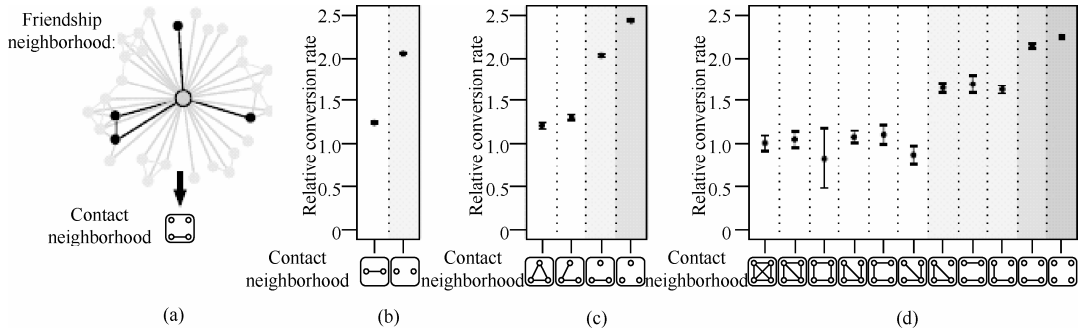 Friendship
neighborhood:
Contact
neighborhood
(a)
Relative conversion rate
2.5
2.0
1.5
1.0
0.5
0
Contact
neighborhood
(b)
Relative conversion rate
2.5
2.0
1.5
1.0
0.5
0
Contact
neighborhood
(c)
Relative conversion rate
2.5
2.0
1.5
1.0
0.5
0
Contact
neighborhood
(d)